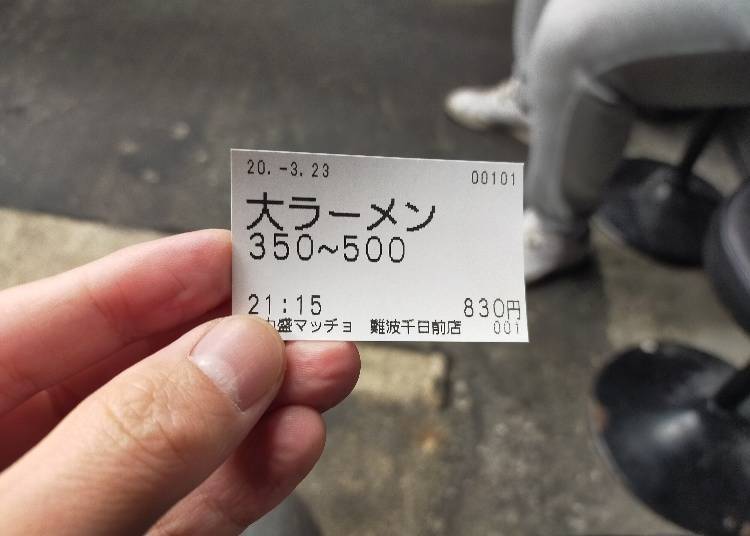 20.-3.23 00101
大ラーメン
350~500
21:15 830円
盛マッチョ 難波千日前店 001